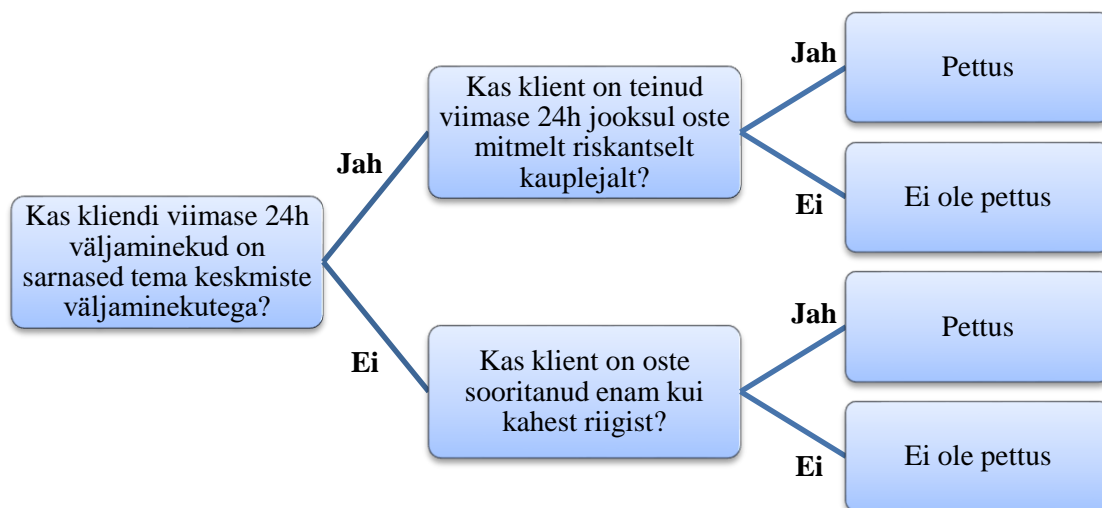 Kas kliendi viimase 24h
väljaminekud on
sarnased tema keskmiste
väljaminekutega?
Jah
Kas klient on teinud
viimase 24h jooksul oste
mitmelt riskantselt
kauplejalt?
Jah
Pettus
Ei
Ei ole pettus
Ei
Kas klient on oste
sooritanud enam kui
kahest riigist?
Jah
Pettus
Ei
Ei ole pettus